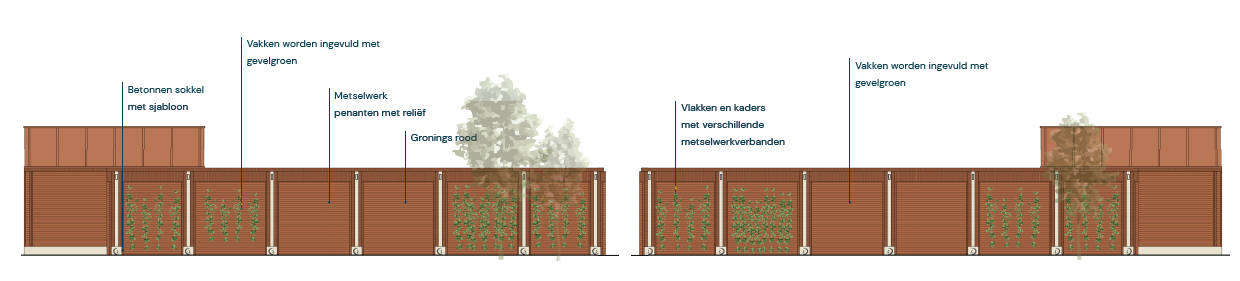 Vakken worden ingevuld met
gevelgroen
Betonnen sokkel
met sjabloon
Metselwerk
penanten met reliëf
Gronings rood
Vakken worden ingevuld met
gevelgroen
Vlakken en kaders
met verschillende
metselwerkverbanden